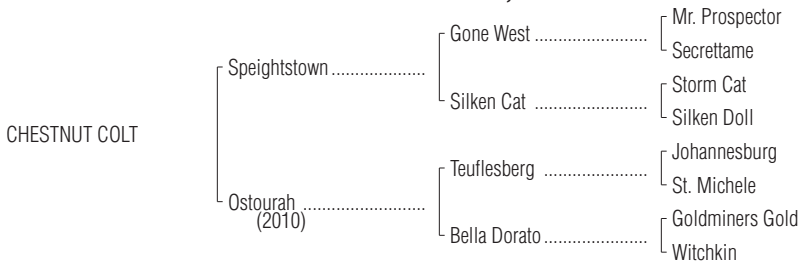 Mr. Prospector
Gone West ....................
Secrettame
Speightstown ....................
Storm Cat
Silken Cat ....................
Silken Doll
CHESTNUT COLT
Johannesburg
Teuflesberg ....................
St. Michele
Ostourah ....................
(2010)
Goldminers Gold
Bella Dorato ....................
Witchkin